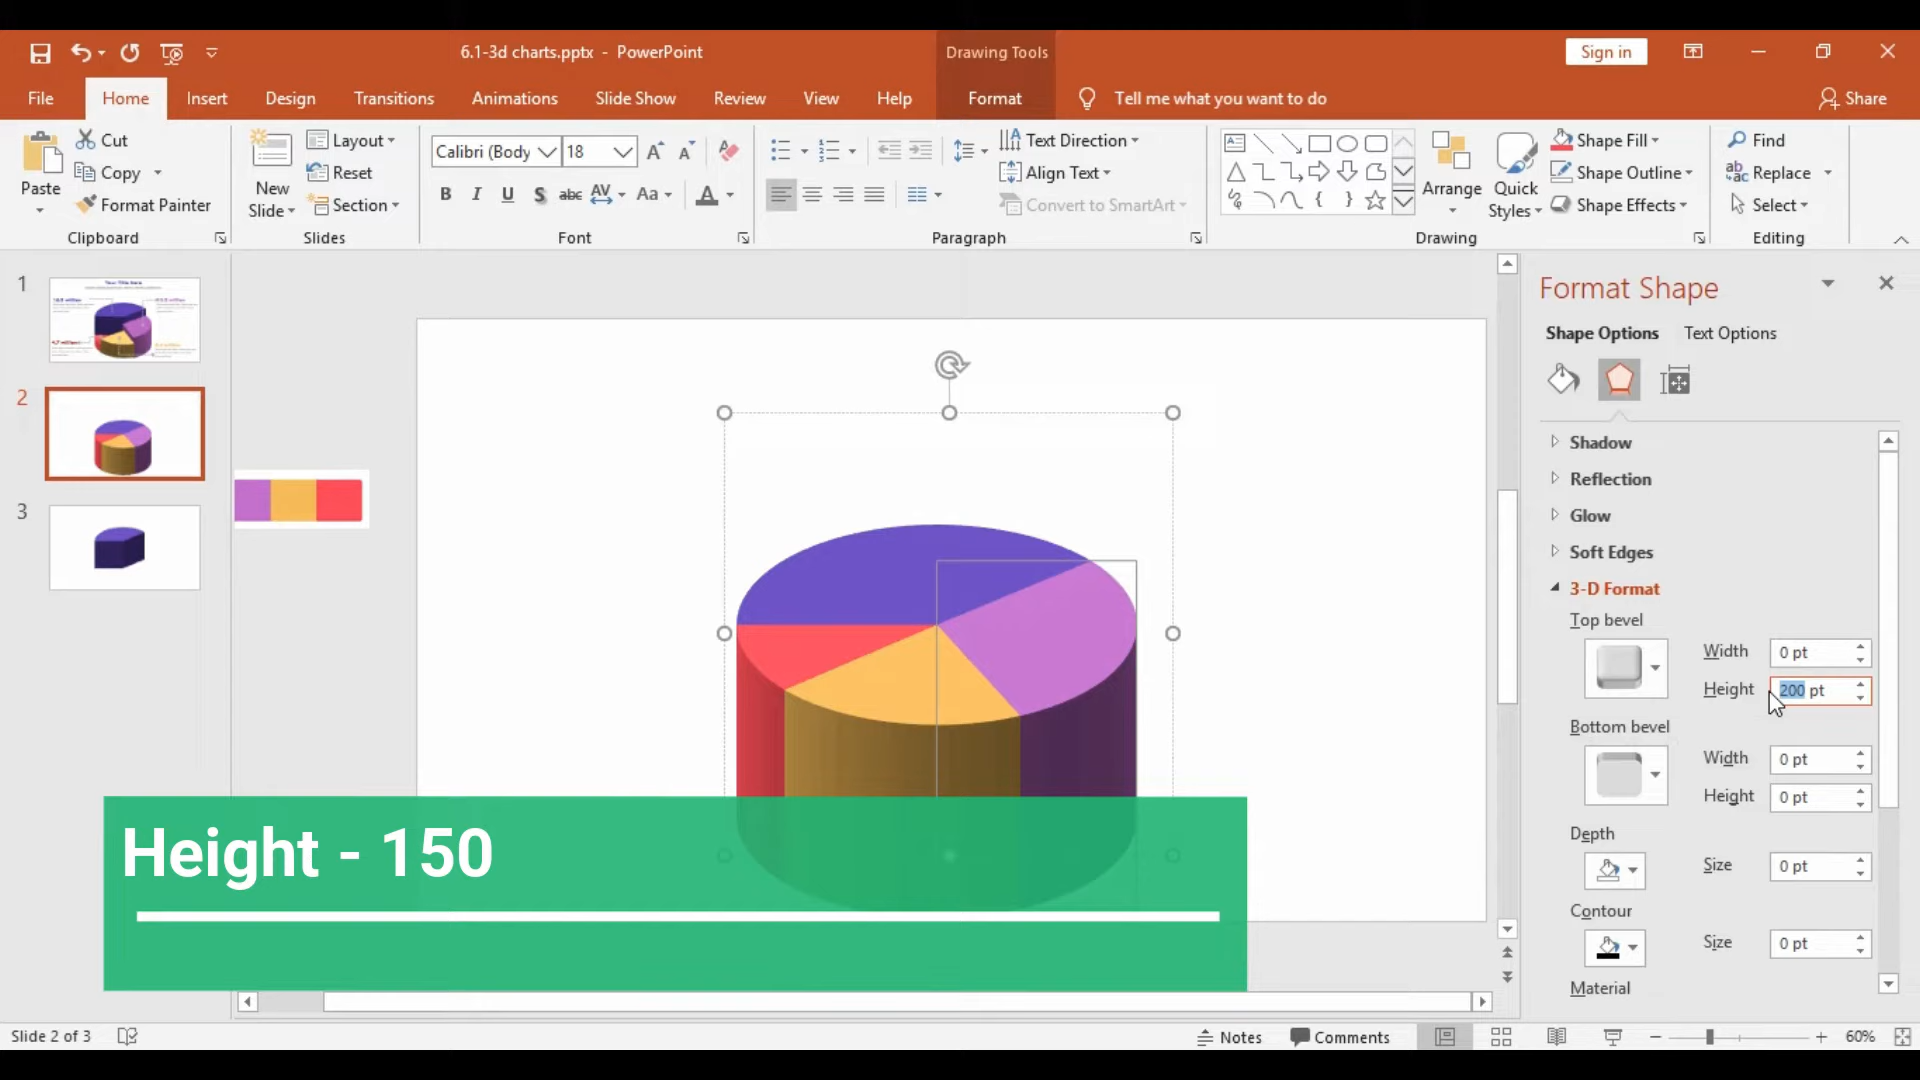 6.1-3d charts.pptx - PowerPoint
Drawing Tools
Sign in
File
Home
Insert
Design
Transitions
Animations
Slide Show
Review
View
Help
Format
Tell me what you want to do
Share
Paste
Cut
Copy
Format Painter
Clipboard
New
Slide
Layout
Reset
Section
Slides
Calibri (Body
18
B I U S abc AV Aa A
Font
Text Direction
Align Text
Convert to SmartArt
Paragraph
Arrange
Quick
Styles
Shape Fill
Shape Outline
Shape Effects
Drawing
Find
Replace
Select
Editing
1
2
3
Format Shape
Shape Options
Text Options
Shadow
Reflection
Glow
Soft Edges
3-D Format
Top bevel
Width
0 pt
Height
200 pt
Bottom bevel
Width
0 pt
Height
0 pt
Depth
Size
0 pt
Contour
Size
0 pt
Material
Height - 150
Slide 2 of 3
Notes
Comments
60%